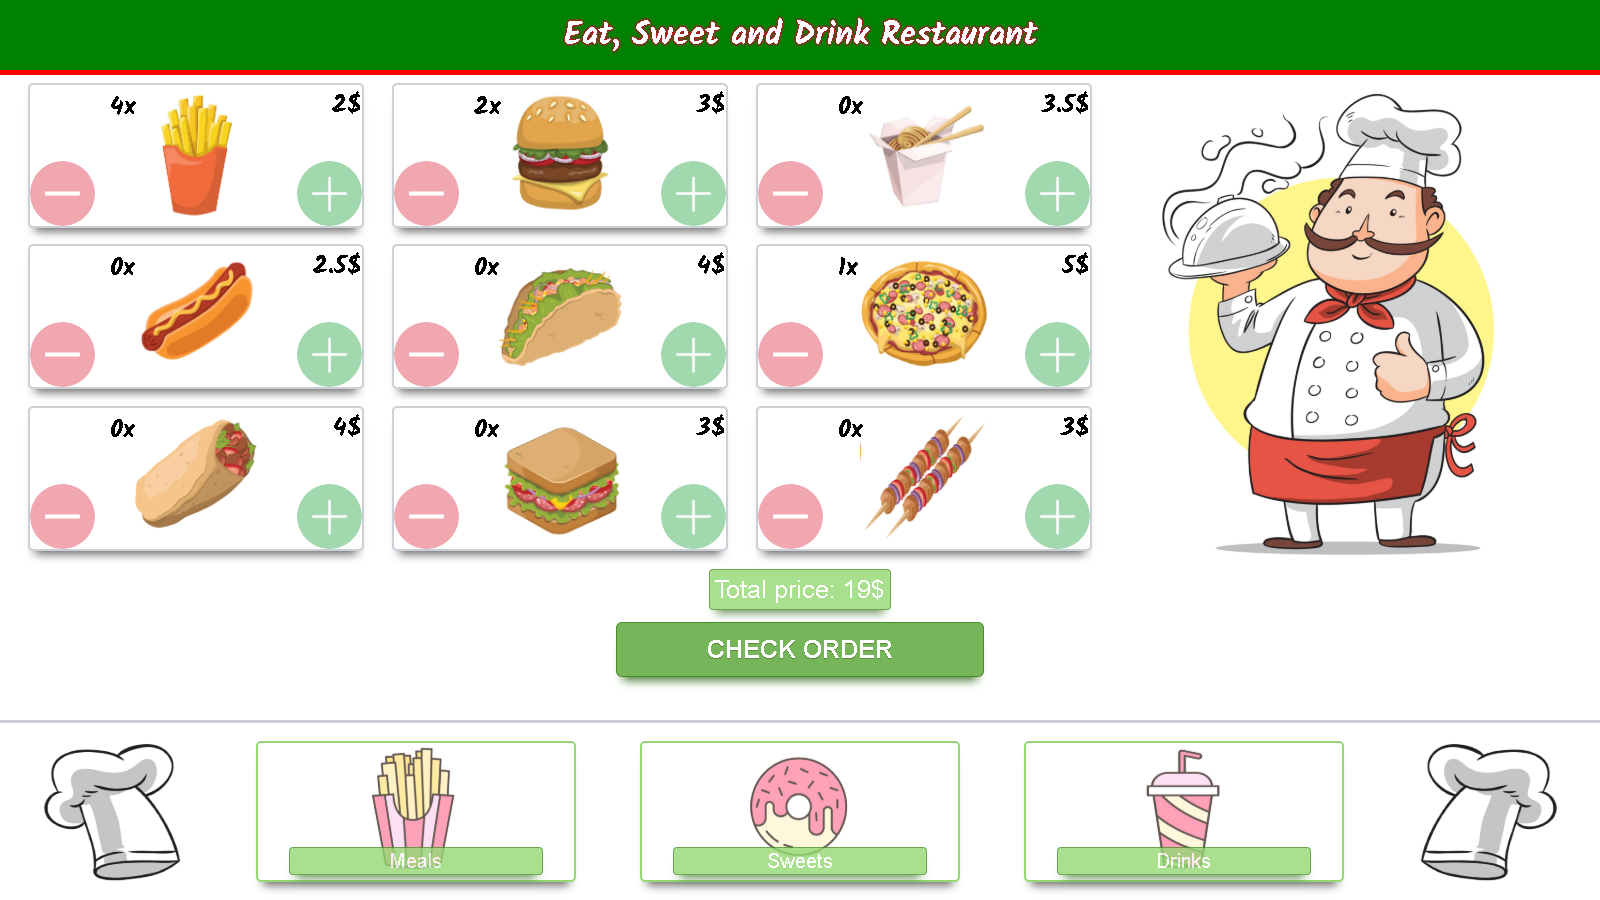 Eat, Sweet and Drink Restaurant
4x 2$
2x 3$
0x 3.5$
0x 2.5$
0x 4$
1x 5$
0x 4$
0x 3$
0x 3$
Total price: 19$
CHECK ORDER
Meals
Sweets
Drinks